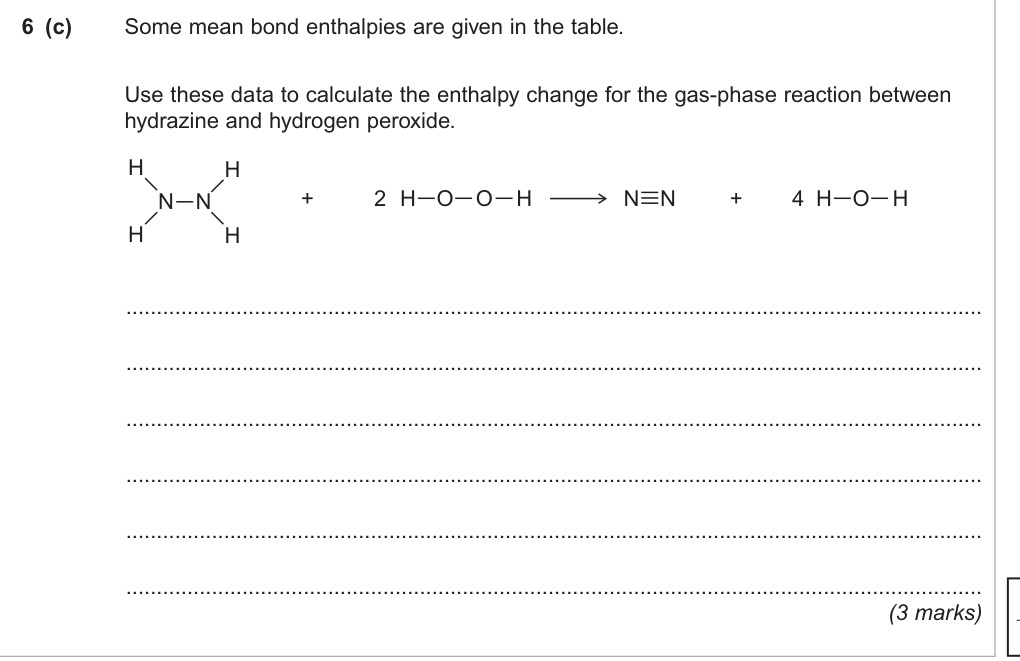 6 (c) Some mean bond enthalpies are given in the table.
Use these data to calculate the enthalpy change for the gas-phase reaction between
hydrazine and hydrogen peroxide.
H H
N—N + 2 H—O—O—H ⟶ N≡N + 4 H—O—H
H H
(3 marks)